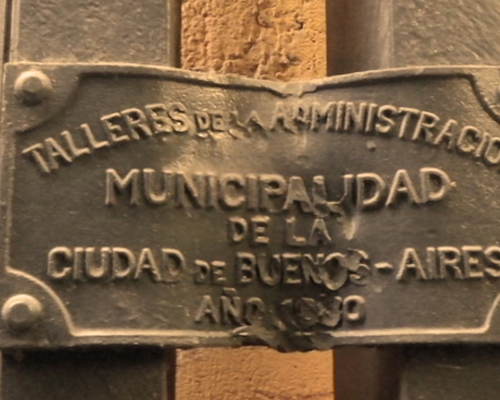 TALLERES DE LA ADMINISTRACIO
MUNICIPALIDAD
DE LA
CIUDAD DE BUENOS-AIRES
AÑO